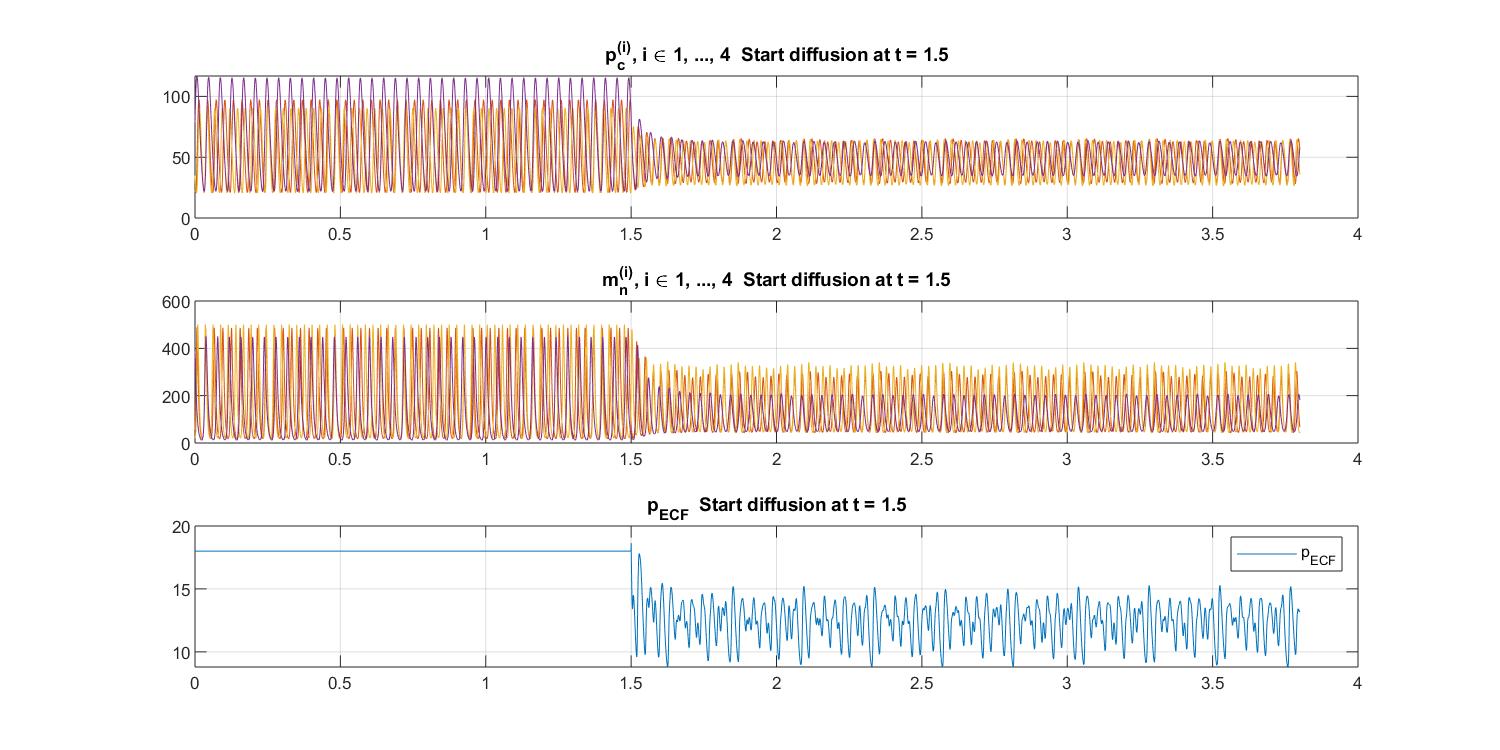 p_c^(i), i ∈ 1, ..., 4 Start diffusion at t = 1.5
100
50
0
0 0.5 1 1.5 2 2.5 3 3.5 4
m_n^(i), i ∈ 1, ..., 4 Start diffusion at t = 1.5
600
400
200
0
0 0.5 1 1.5 2 2.5 3 3.5 4
p_ECF Start diffusion at t = 1.5
20
p_ECF
15
10
0 0.5 1 1.5 2 2.5 3 3.5 4